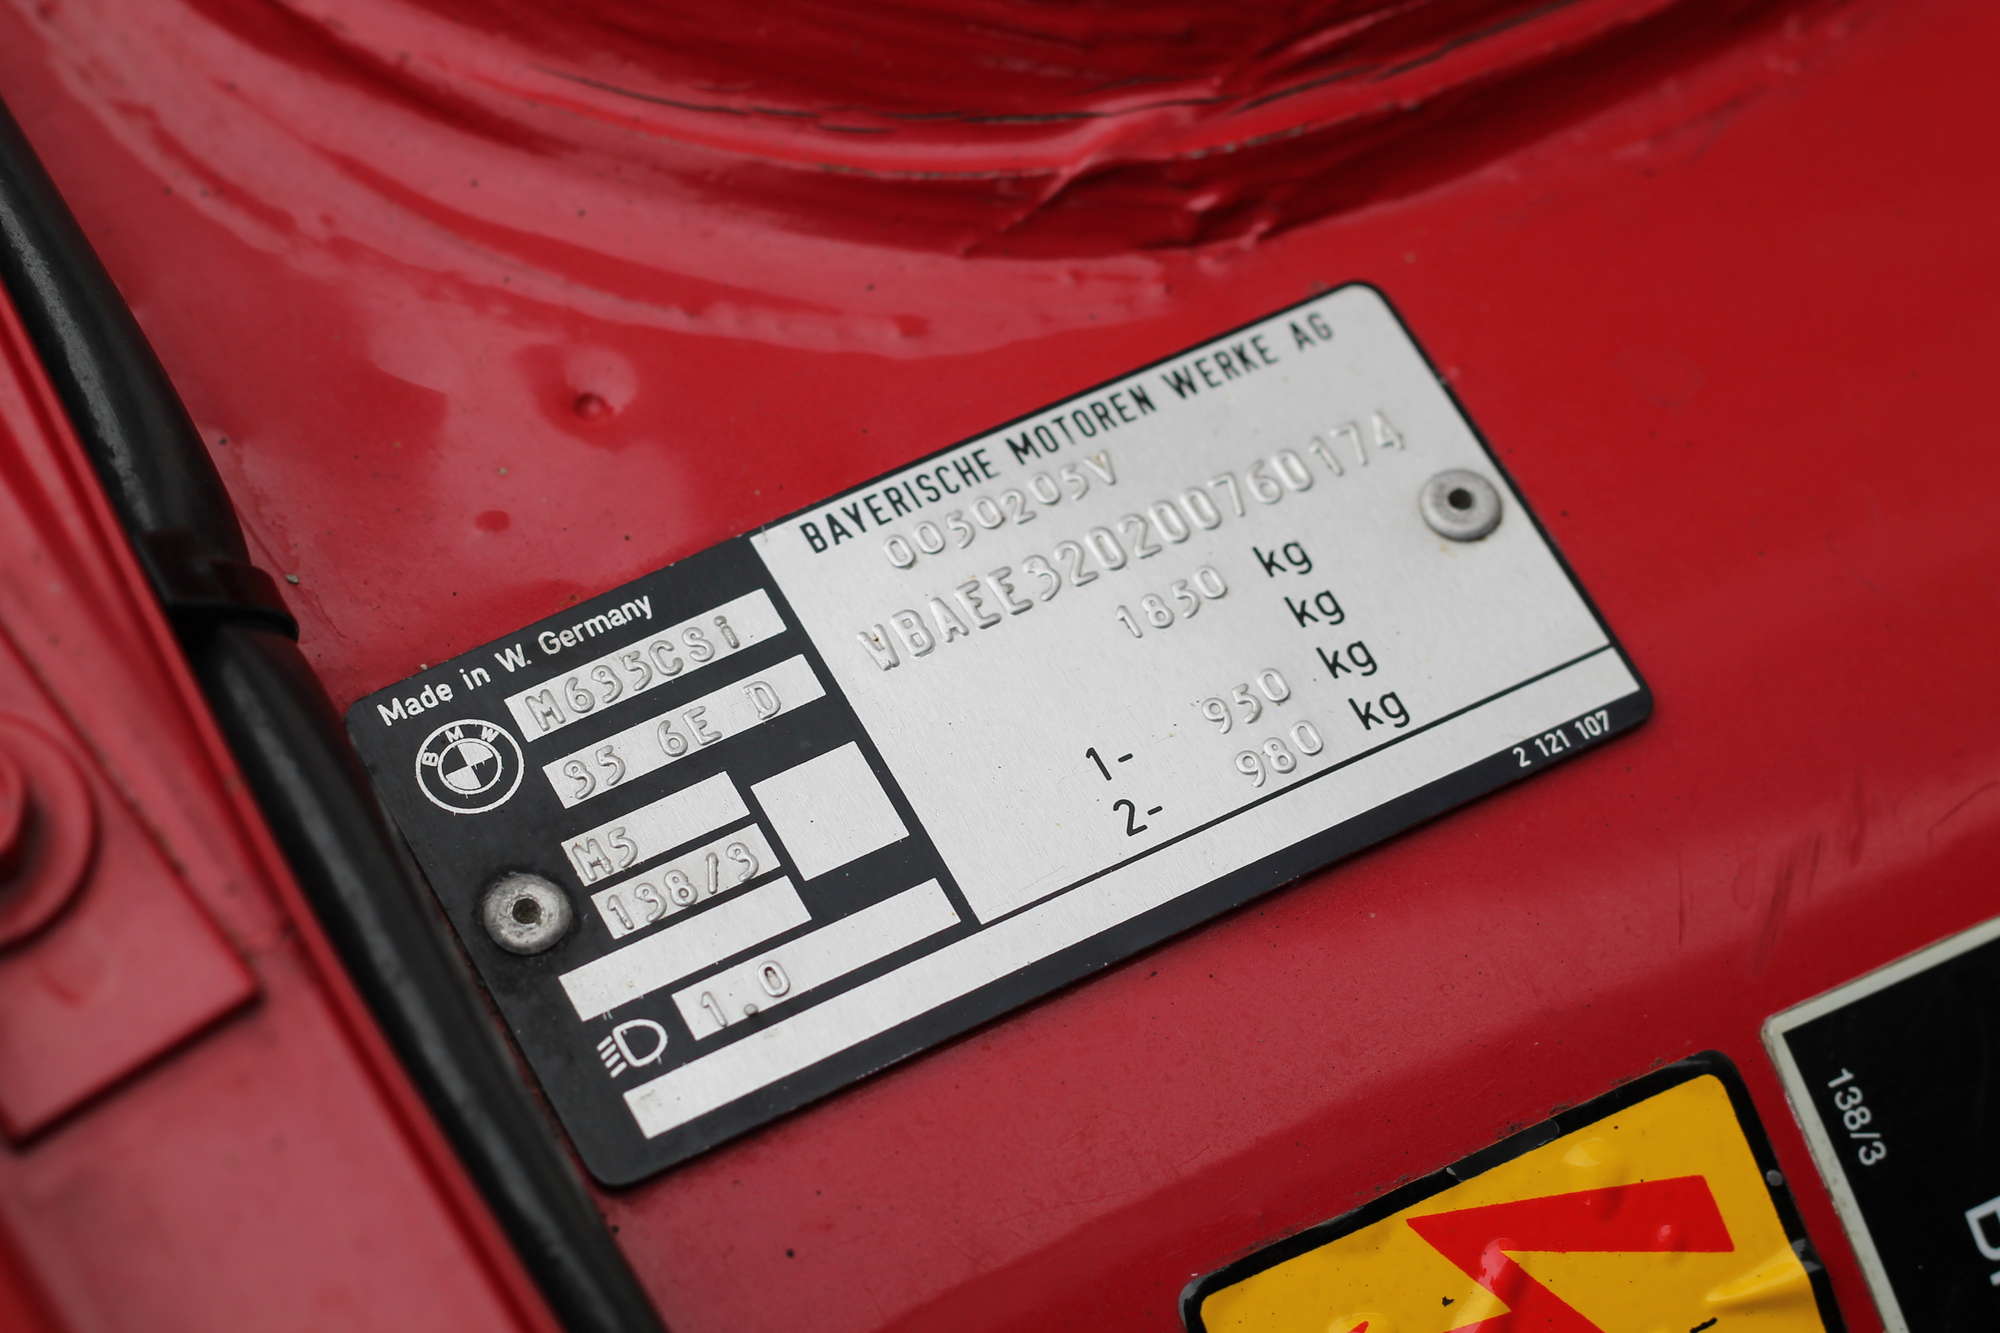 BAYERISCHE MOTOREN WERKE AG
0050205V
WBAEE320200760174
1850 kg
kg
1- 950 kg
2- 980 kg
2 121 107
Made in W. Germany
BMW
M635CSi
35 6E D
M5
138/3
1.0
138/3